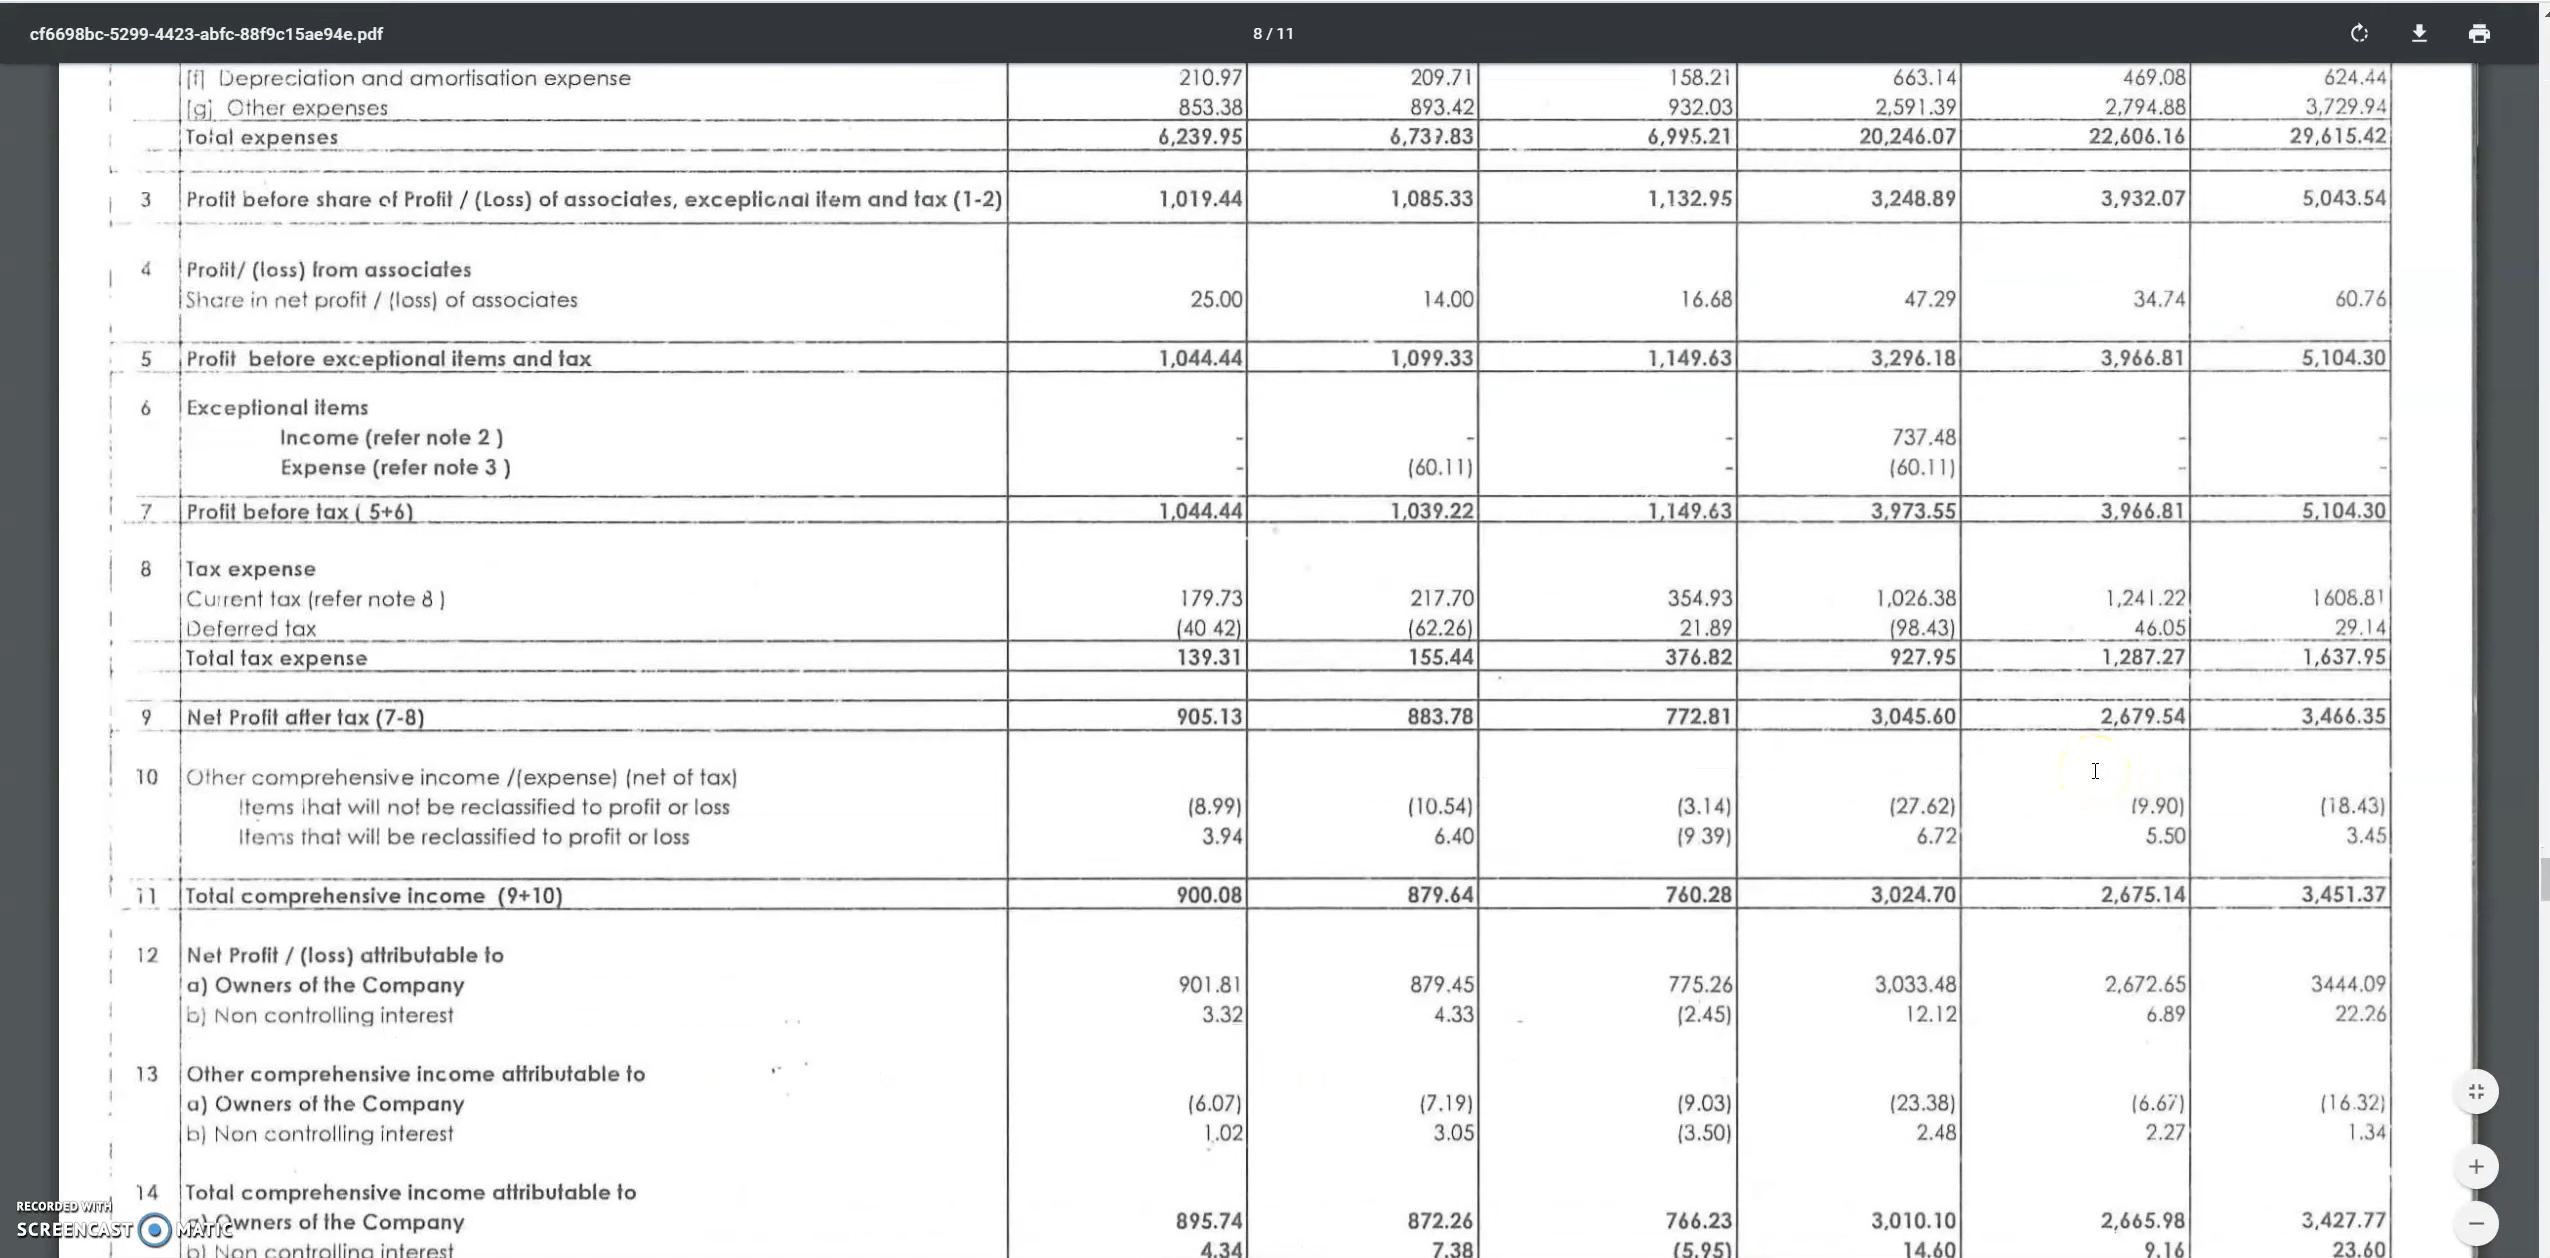 cf6698bc-5299-4423-abfc-88f9c15ae94e.pdf 8 / 11
[f] Depreciation and amortisation expense 210.97 209.71 158.21 663.14 469.08 624.44
[g] Other expenses 853.38 893.42 932.03 2,591.39 2,794.88 3,729.94
Total expenses 6,239.95 6,737.83 6,995.21 20,246.07 22,606.16 29,615.42
3 Profit before share of Profit / (Loss) of associates, exceptional item and tax (1-2) 1,019.44 1,085.33 1,132.95 3,248.89 3,932.07 5,043.54
4 Profit/ (loss) from associates
Share in net profit / (loss) of associates 25.00 14.00 16.68 47.29 34.74 60.76
5 Profit before exceptional items and tax 1,044.44 1,099.33 1,149.63 3,296.18 3,966.81 5,104.30
6 Exceptional items
Income (refer note 2 ) - - - 737.48 - -
Expense (refer note 3 ) - (60.11) - (60.11) - -
7 Profit before tax ( 5+6) 1,044.44 1,039.22 1,149.63 3,973.55 3,966.81 5,104.30
8 Tax expense
Current tax (refer note 8 ) 179.73 217.70 354.93 1,026.38 1,241.22 1608.81
Deferred tax (40 42) (62.26) 21.89 (98.43) 46.05 29.14
Total tax expense 139.31 155.44 376.82 927.95 1,287.27 1,637.95
9 Net Profit after tax (7-8) 905.13 883.78 772.81 3,045.60 2,679.54 3,466.35
10 Other comprehensive income /(expense) (net of tax)
Items that will not be reclassified to profit or loss (8.99) (10.54) (3.14) (27.62) (9.90) (18.43)
Items that will be reclassified to profit or loss 3.94 6.40 (9 39) 6.72 5.50 3.45
11 Total comprehensive income (9+10) 900.08 879.64 760.28 3,024.70 2,675.14 3,451.37
12 Net Profit / (loss) attributable to
a) Owners of the Company 901.81 879.45 775.26 3,033.48 2,672.65 3444.09
b) Non controlling interest 3.32 4.33 (2.45) 12.12 6.89 22.26
13 Other comprehensive income attributable to
a) Owners of the Company (6.07) (7.19) (9.03) (23.38) (6.67) (16.32)
b) Non controlling interest 1.02 3.05 (3.50) 2.48 2.27 1.34
14 Total comprehensive income attributable to
a) Owners of the Company 895.74 872.26 766.23 3,010.10 2,665.98 3,427.77
b) Non controlling interest 4.34 7.38 (5.95) 14.60 9.16 23.60
RECORDED WITH
SCREENCAST MATIC